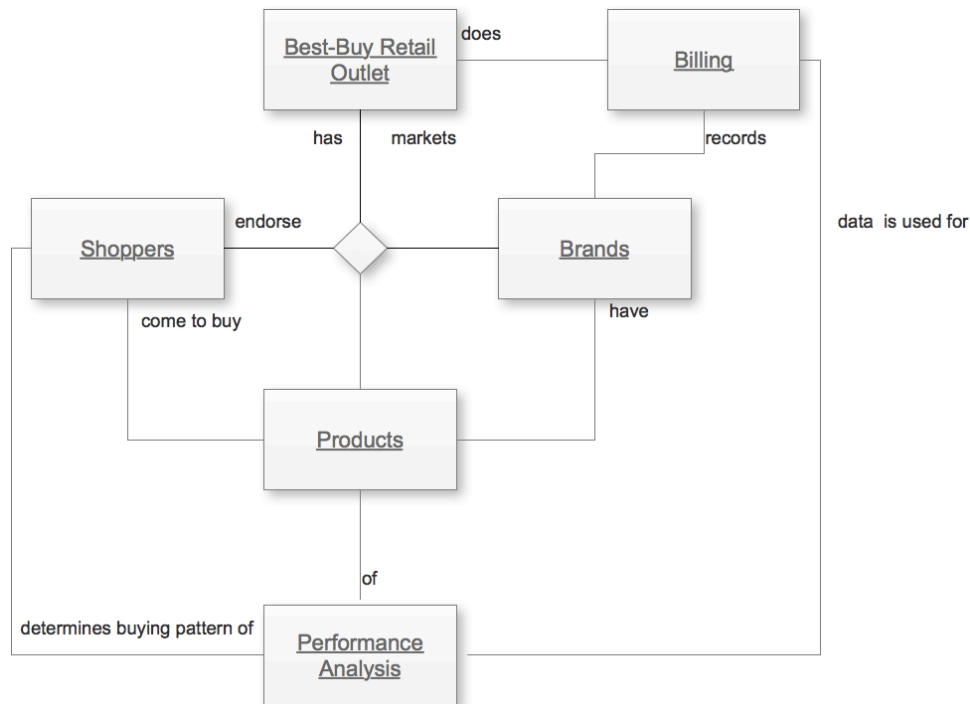 Best-Buy Retail
Outlet
does
Billing
has
markets
records
Shoppers
endorse
Brands
data  is used for
come to buy
have
Products
of
determines buying pattern of
Performance
Analysis